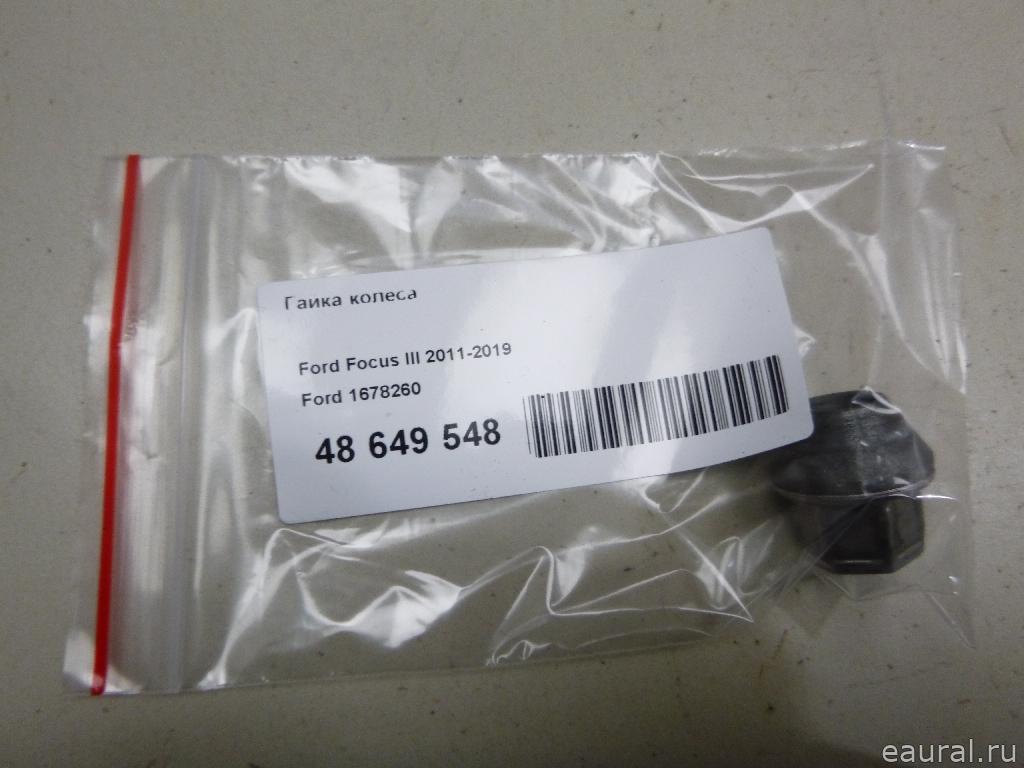 Гайка колеса
Ford Focus III 2011-2019
Ford 1678260
48 649 548
eaural.ru